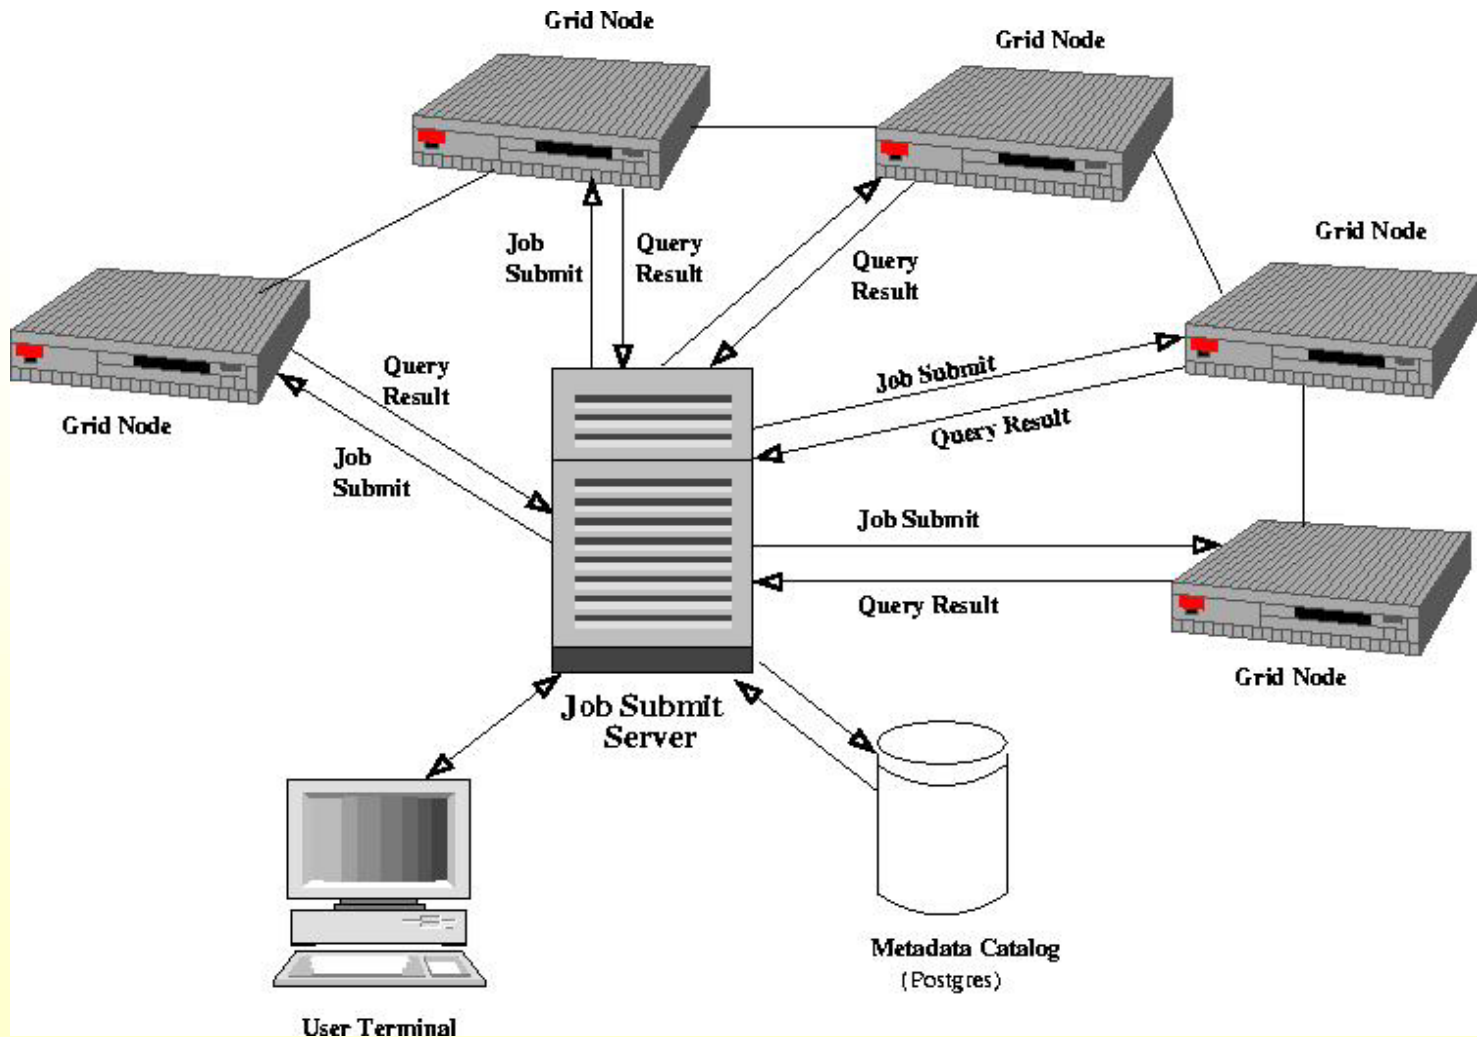 Grid Node
Grid Node
Grid Node
Job
Submit
Query
Result
Query
Result
Query
Result
Job Submit
Grid Node
Query Result
Job
Submit
Job Submit
Query Result
Grid Node
Job Submit
Server
Metadada Catalog
(Postgres)
User Terminal